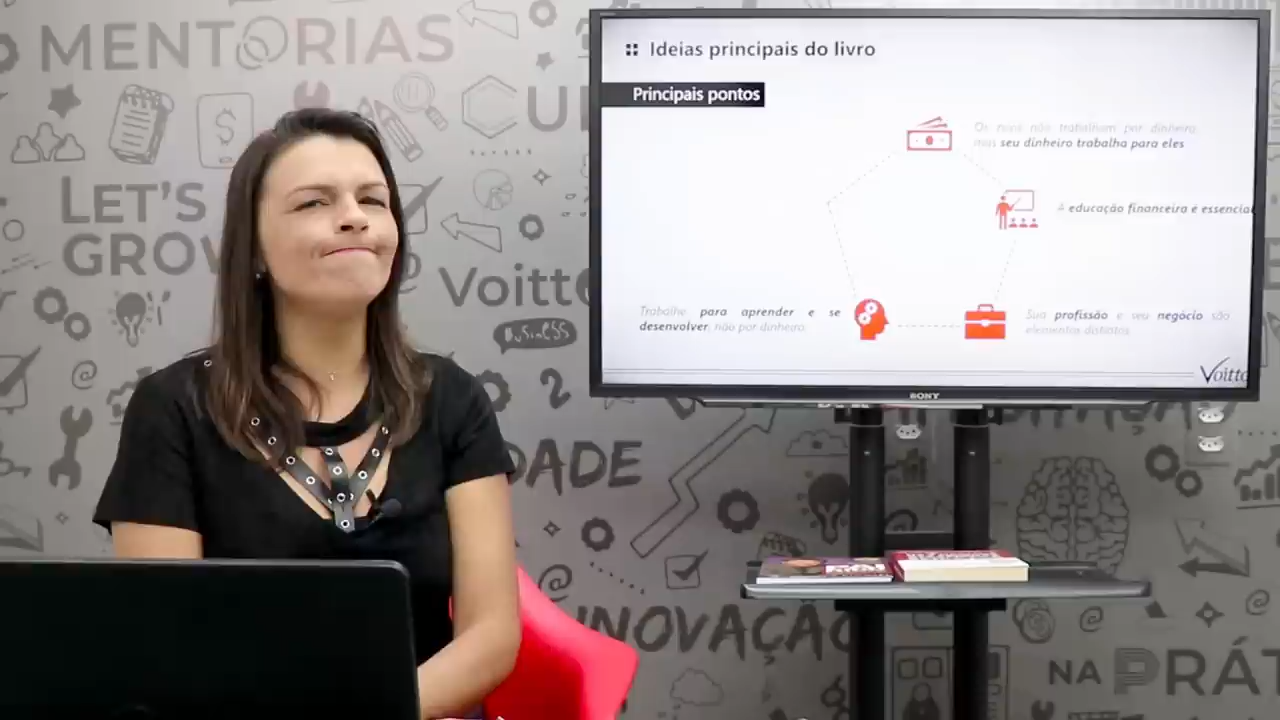 MENTORIAS
LET'S
GROW
Voitto
BUSINESS
DADE
INOVAÇÃO
NA PRÁT
Ideias principais do livro
Principais pontos
Os ricos não trabalham por dinheiro,
mas seu dinheiro trabalha para eles
A educação financeira é essencial
Trabalhe para aprender e se
desenvolver, não por dinheiro.
Sua profissão e seu negócio são
elementos distintos.
Voitto
SONY